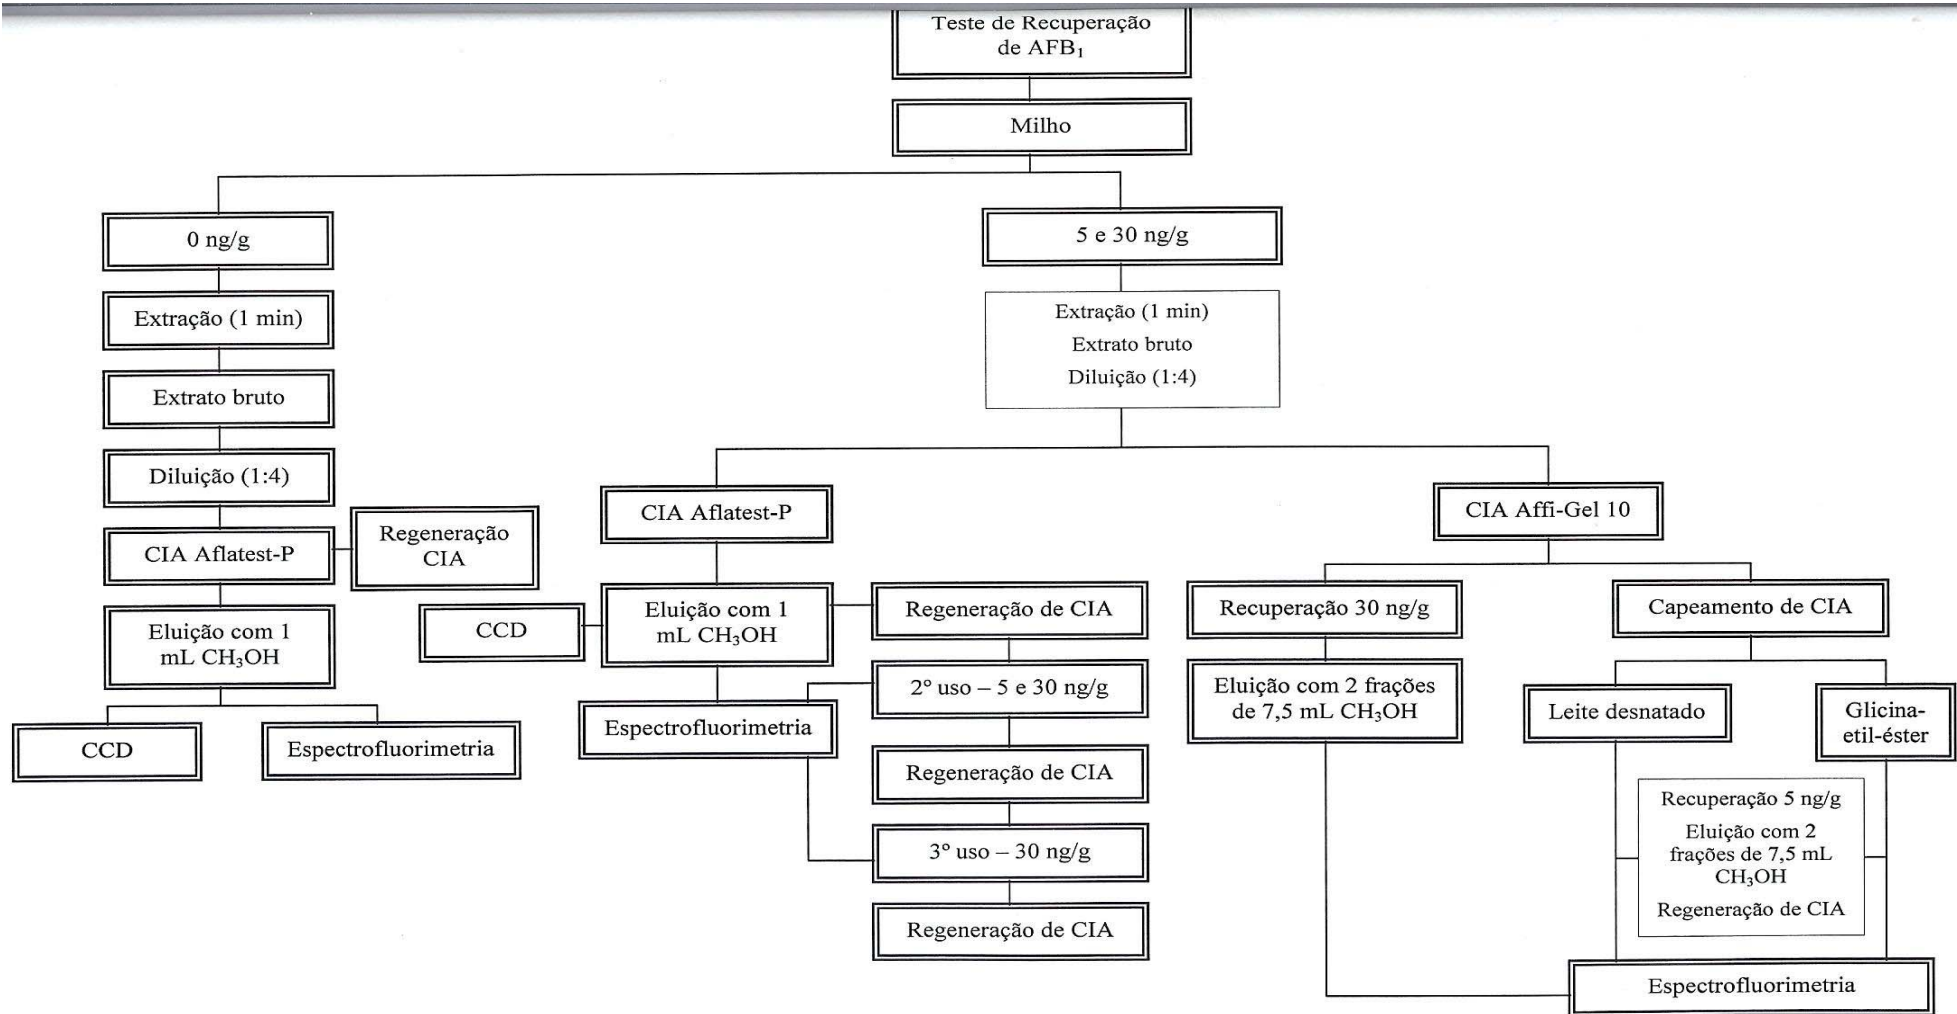 Teste de Recuperação
de AFB₁
Milho
0 ng/g
Extração (1 min)
Extrato bruto
Diluição (1:4)
CIA Aflatest-P
Regeneração
CIA
Eluição com 1
mL CH₃OH
CCD
Espectrofluorimetria
5 e 30 ng/g
Extração (1 min)
Extrato bruto
Diluição (1:4)
CIA Aflatest-P
Eluição com 1
mL CH₃OH
CCD
Espectrofluorimetria
Regeneração de CIA
2º uso – 5 e 30 ng/g
Regeneração de CIA
3º uso – 30 ng/g
Regeneração de CIA
CIA Affi-Gel 10
Recuperação 30 ng/g
Eluição com 2 frações
de 7,5 mL CH₃OH
Capeamento de CIA
Leite desnatado
Glicina-
etil-éster
Recuperação 5 ng/g
Eluição com 2
frações de 7,5 mL
CH₃OH
Regeneração de CIA
Espectrofluorimetria